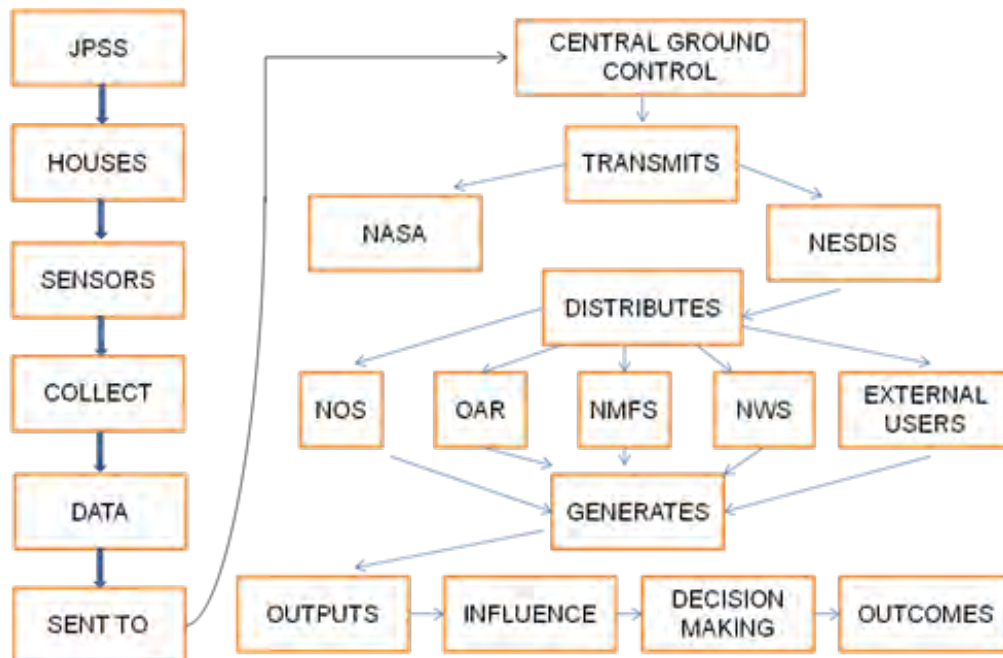 JPSS
HOUSES
SENSORS
COLLECT
DATA
SENT TO
CENTRAL GROUND
CONTROL
TRANSMITS
NASA
NESDIS
DISTRIBUTES
NOS
OAR
NMFS
NWS
EXTERNAL
USERS
GENERATES
OUTPUTS
INFLUENCE
DECISION
MAKING
OUTCOMES